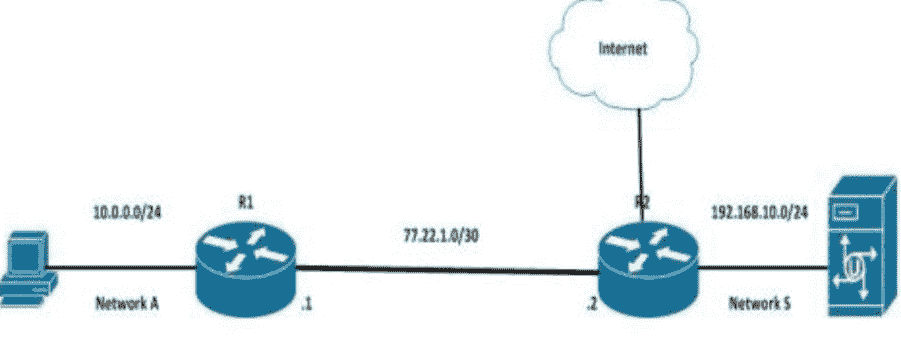 Internet
R1
R2
10.0.0.0/24
77.22.1.0/30
192.168.10.0/24
Network A
.1
.2
Network S